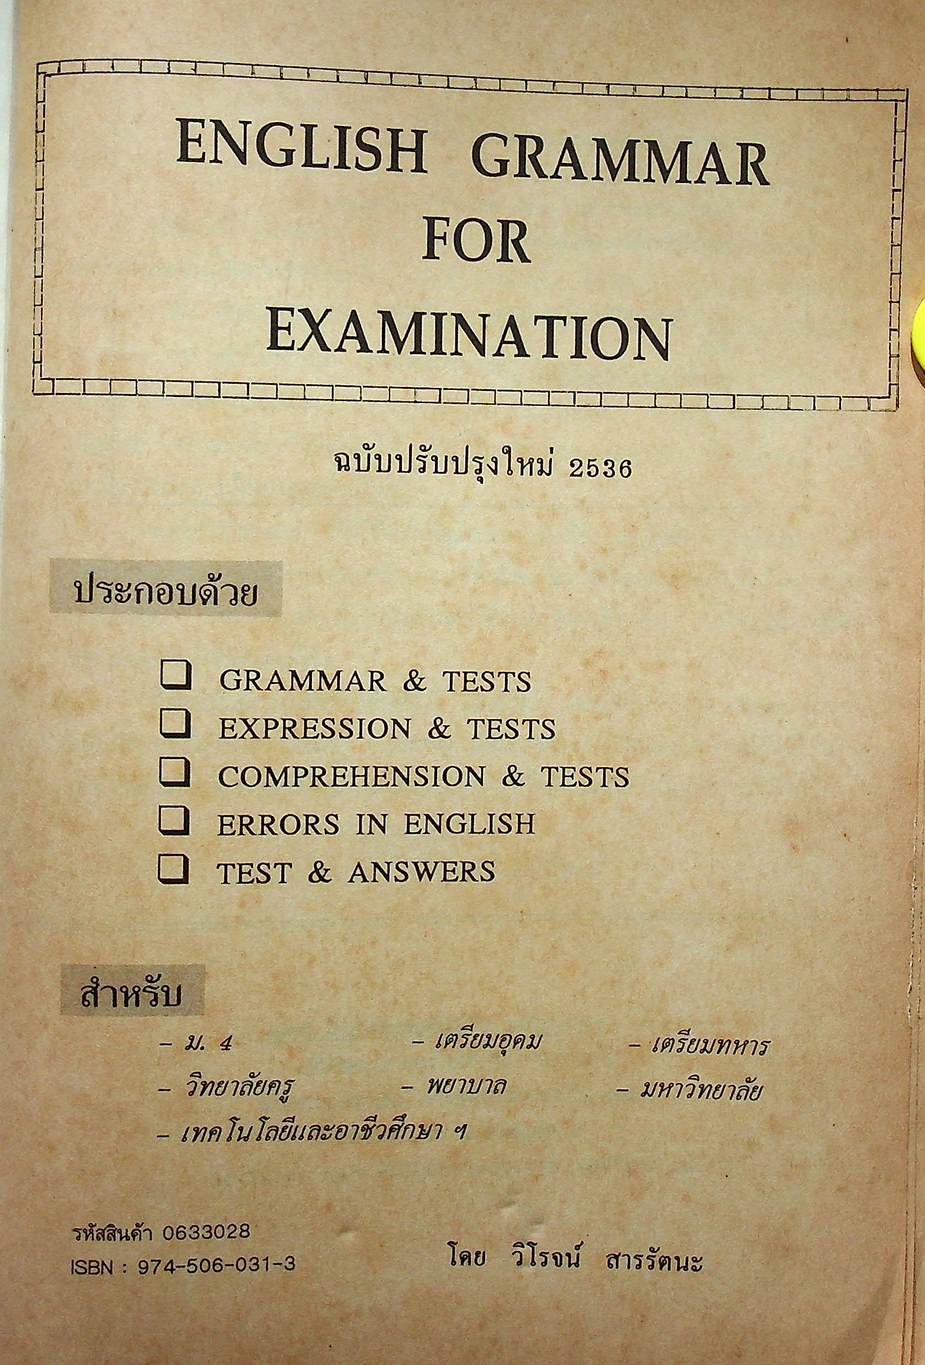 ENGLISH GRAMMAR
FOR
EXAMINATION
ฉบับปรับปรุงใหม่ 2536
ประกอบด้วย
❑ GRAMMAR & TESTS
❑ EXPRESSION & TESTS
❑ COMPREHENSION & TESTS
❑ ERRORS IN ENGLISH
❑ TEST & ANSWERS
สำหรับ
– ม. 4 – เตรียมอุดม – เตรียมทหาร
– วิทยาลัยครู – พยาบาล – มหาวิทยาลัย
– เทคโนโลยีและอาชีวศึกษา ฯ
รหัสสินค้า 0633028
ISBN : 974-506-031-3
โดย วิโรจน์ สารรัตนะ